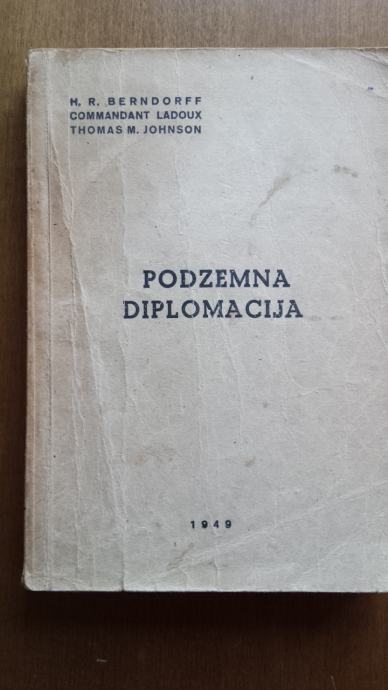 H. R. BERNDORFF
COMMANDANT LADOUX
THOMAS M. JOHNSON
PODZEMNA
DIPLOMACIJA
1949